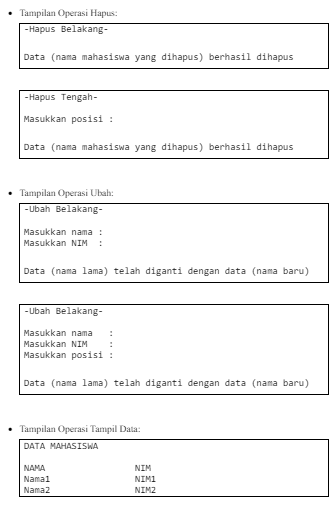 • Tampilan Operasi Hapus:
-Hapus Belakang-
Data (nama mahasiswa yang dihapus) berhasil dihapus
-Hapus Tengah-
Masukkan posisi :
Data (nama mahasiswa yang dihapus) berhasil dihapus
• Tampilan Operasi Ubah:
-Ubah Belakang-
Masukkan nama :
Masukkan NIM  :
Data (nama lama) telah diganti dengan data (nama baru)
-Ubah Belakang-
Masukkan nama   :
Masukkan NIM    :
Masukkan posisi :
Data (nama lama) telah diganti dengan data (nama baru)
• Tampilan Operasi Tampil Data:
DATA MAHASISWA
NAMA NIM
Nama1 NIM1
Nama2 NIM2